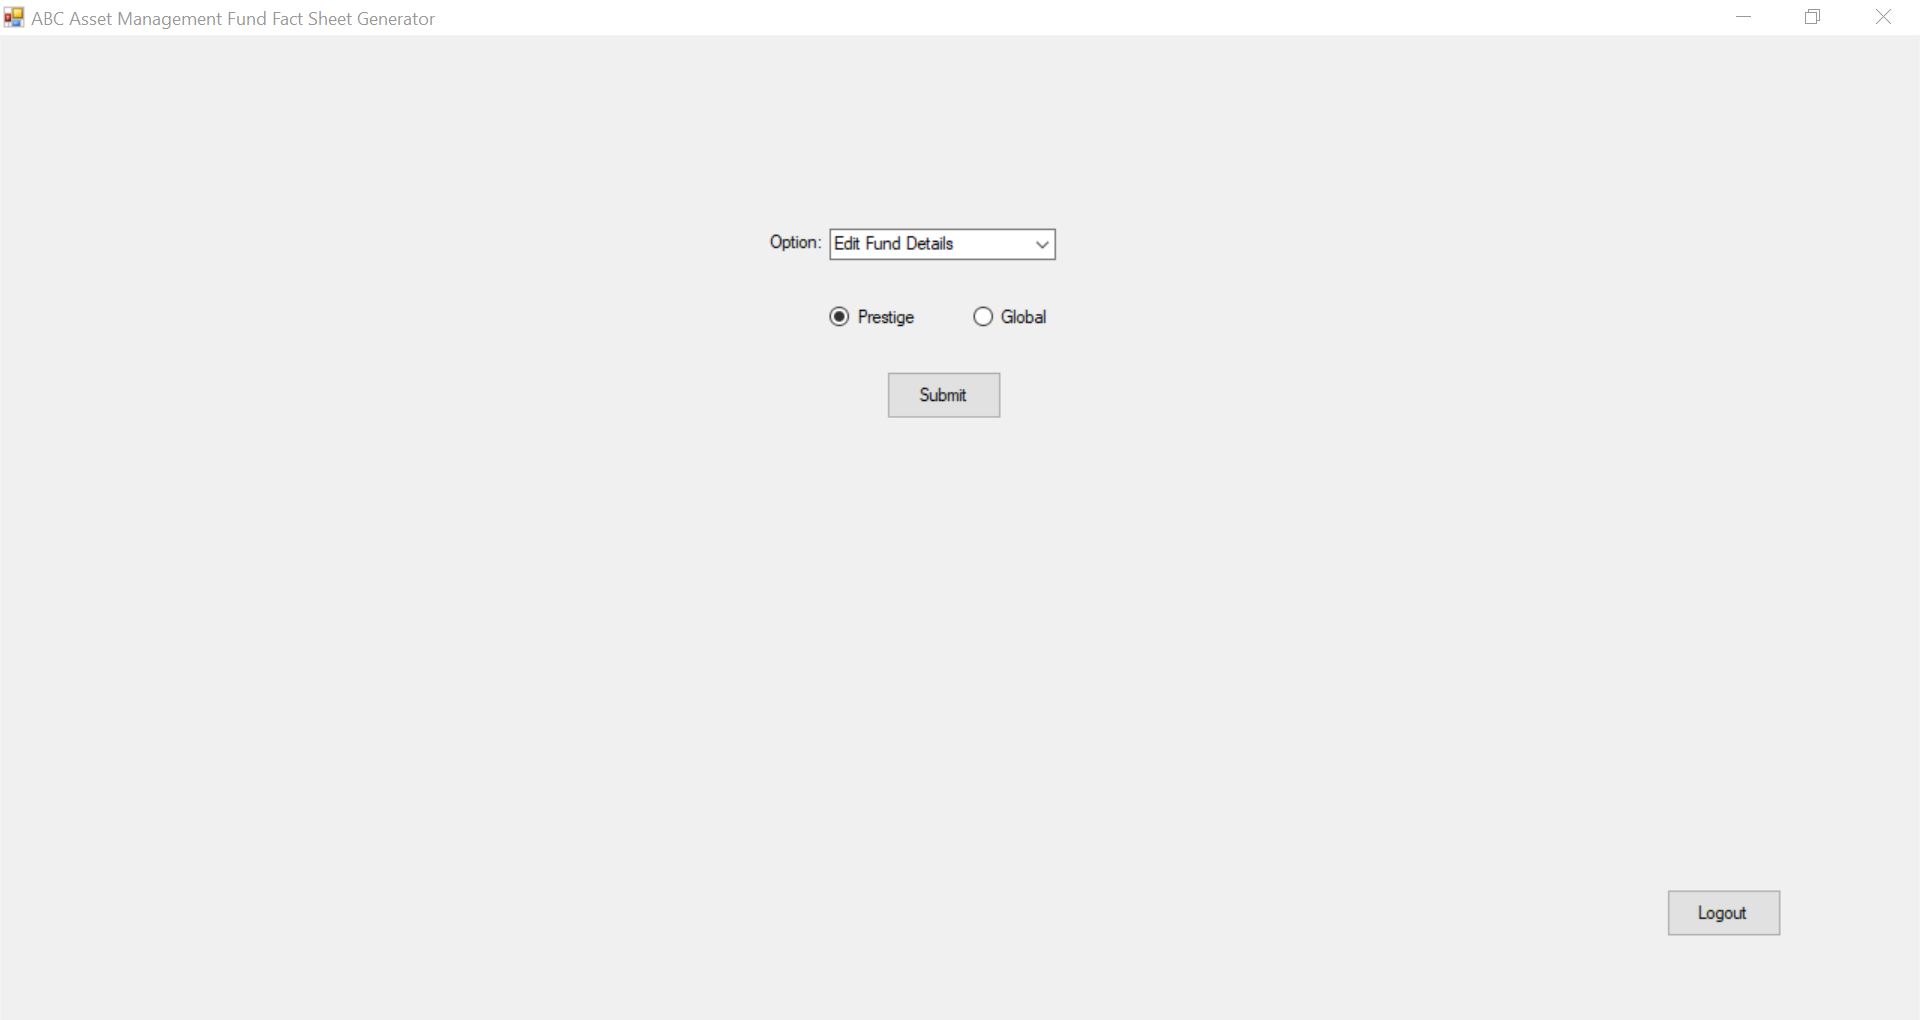 ABC Asset Management Fund Fact Sheet Generator
Option: Edit Fund Details
Prestige Global
Submit
Logout